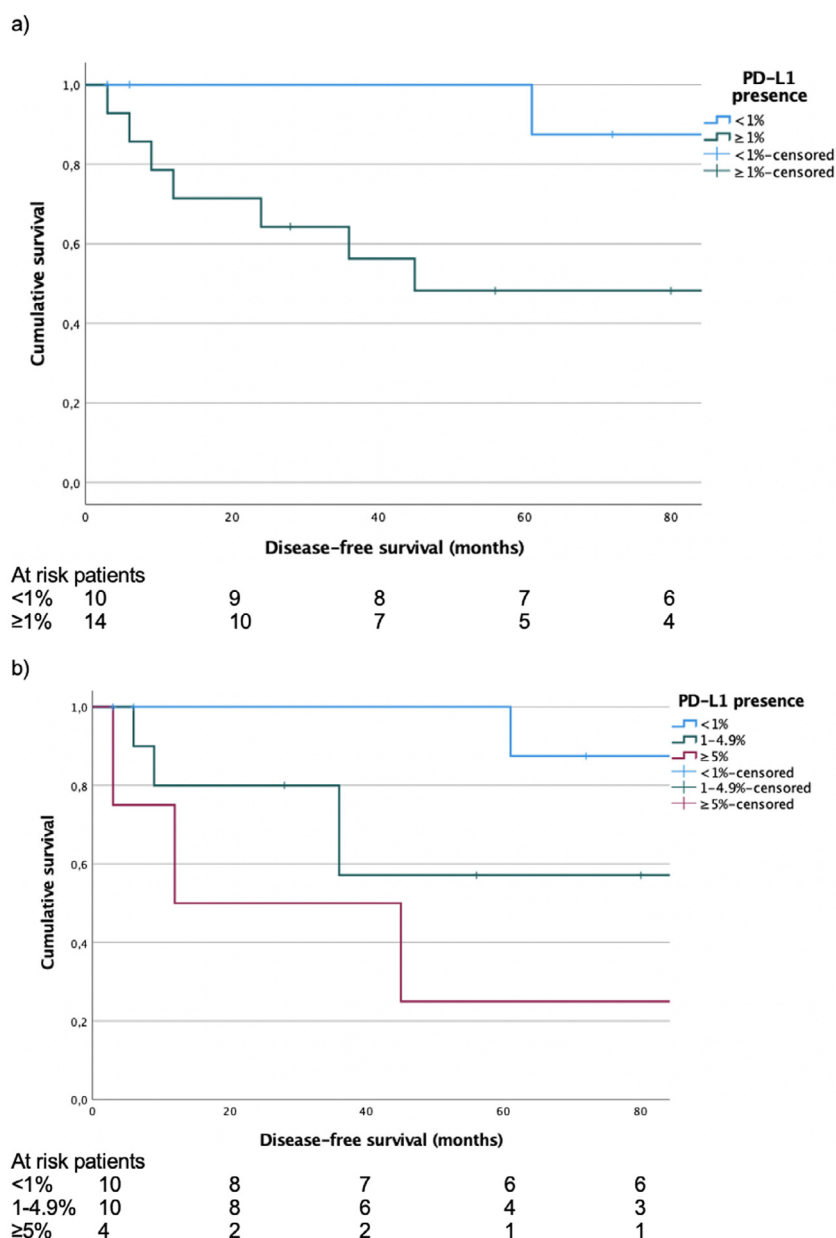 a)
PD-L1
presence
<1%
≥1%
<1%-censored
≥1%-censored
Cumulative survival
1,0
0,8
0,6
0,4
0,2
0,0
0 20 40 60 80
Disease-free survival (months)
At risk patients
<1% 10 9 8 7 6
≥1% 14 10 7 5 4
b)
PD-L1 presence
<1%
1-4.9%
≥5%
<1%-censored
1-4.9%-censored
≥5%-censored
Cumulative survival
1,0
0,8
0,6
0,4
0,2
0,0
0 20 40 60 80
Disease-free survival (months)
At risk patients
<1% 10 8 7 6 6
1-4.9% 10 8 6 4 3
≥5% 4 2 2 1 1